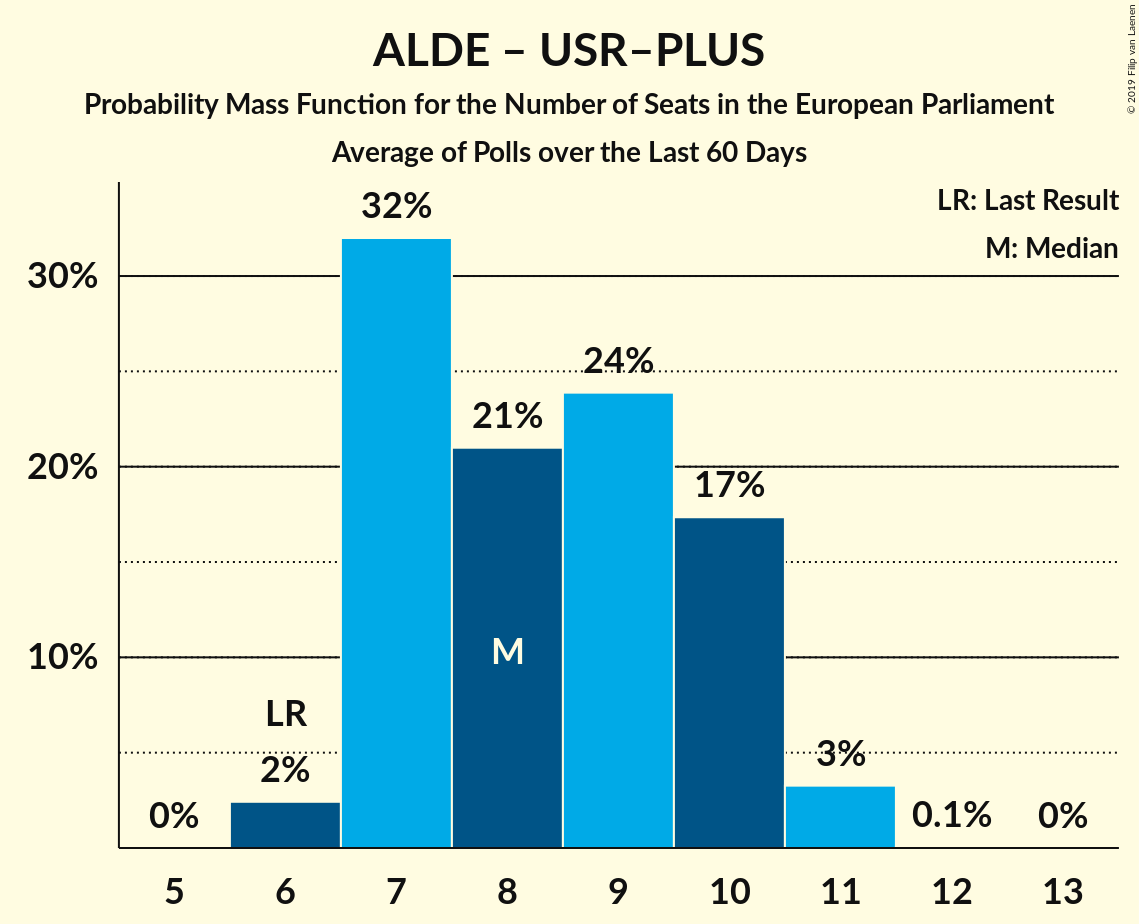 ALDE – USR–PLUS
Probability Mass Function for the Number of Seats in the European Parliament
Average of Polls over the Last 60 Days
© 2019 Filip van Laenen
LR: Last Result
M: Median
32%
30%
24%
21%
20%
17%
M
10%
LR
3%
2%
0%
0.1%
0%
5 6 7 8 9 10 11 12 13